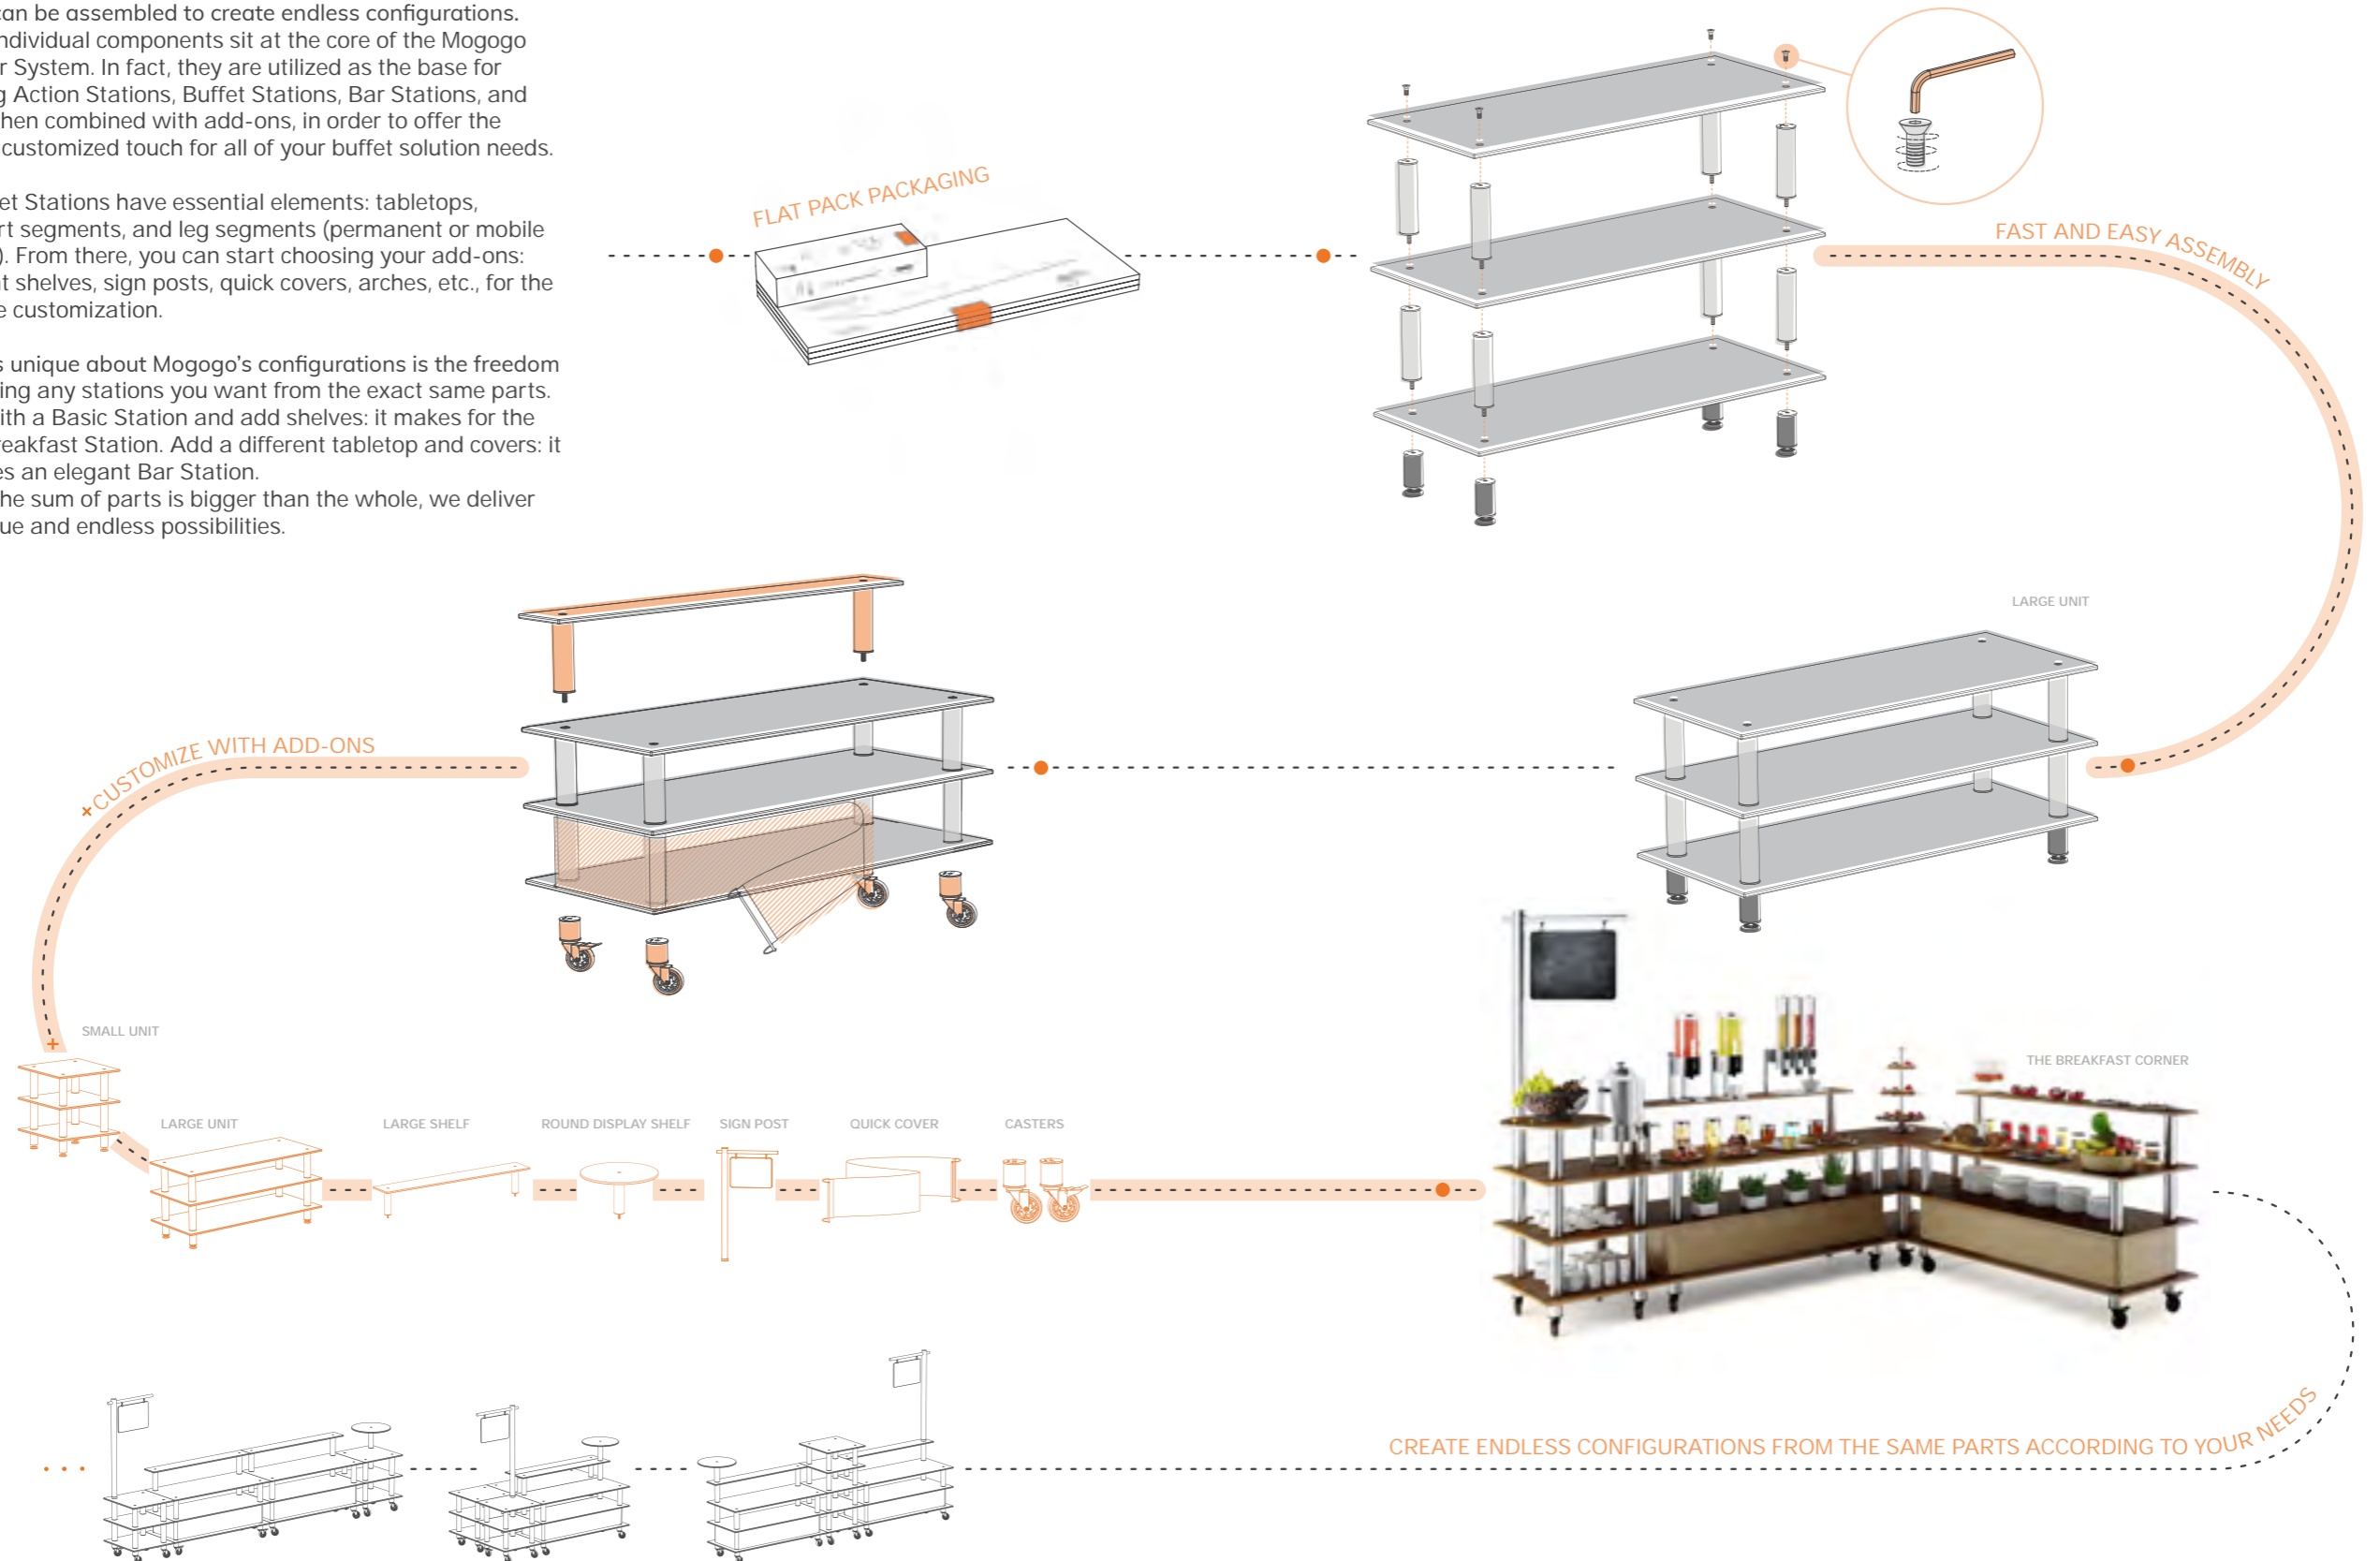 can be assembled to create endless configurations.
individual components sit at the core of the Mogogo
System. In fact, they are utilized as the base for
Action Stations, Buffet Stations, Bar Stations, and
hen combined with add-ons, in order to offer the
customized touch for all of your buffet solution needs.
et Stations have essential elements: tabletops,
rt segments, and leg segments (permanent or mobile
). From there, you can start choosing your add-ons:
t shelves, sign posts, quick covers, arches, etc., for the
e customization.
s unique about Mogogo's configurations is the freedom
ing any stations you want from the exact same parts.
ith a Basic Station and add shelves: it makes for the
reakfast Station. Add a different tabletop and covers: it
es an elegant Bar Station.
he sum of parts is bigger than the whole, we deliver
ue and endless possibilities.
FLAT PACK PACKAGING
FAST AND EASY ASSEMBLY
LARGE UNIT
+CUSTOMIZE WITH ADD-ONS
SMALL UNIT
LARGE UNIT
LARGE SHELF
ROUND DISPLAY SHELF
SIGN POST
QUICK COVER
CASTERS
THE BREAKFAST CORNER
CREATE ENDLESS CONFIGURATIONS FROM THE SAME PARTS ACCORDING TO YOUR NEEDS